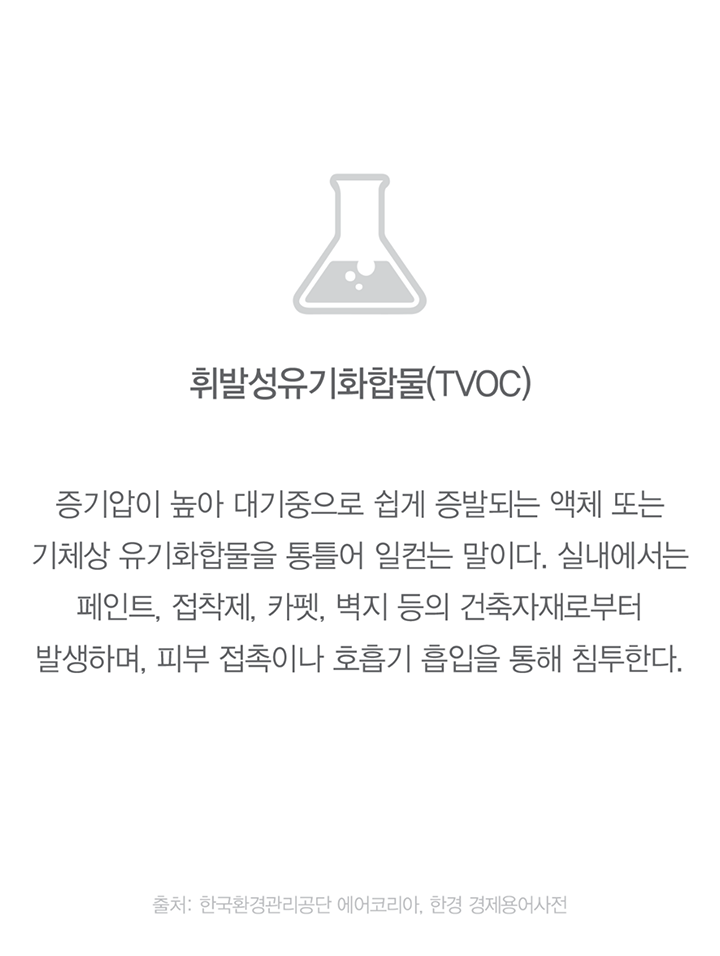 휘발성유기화합물(TVOC)
증기압이 높아 대기중으로 쉽게 증발되는 액체 또는
기체상 유기화합물을 통틀어 일컫는 말이다. 실내에서는
페인트, 접착제, 카펫, 벽지 등의 건축자재로부터
발생하며, 피부 접촉이나 호흡기 흡입을 통해 침투한다.
출처: 한국환경관리공단 에어코리아, 한경 경제용어사전